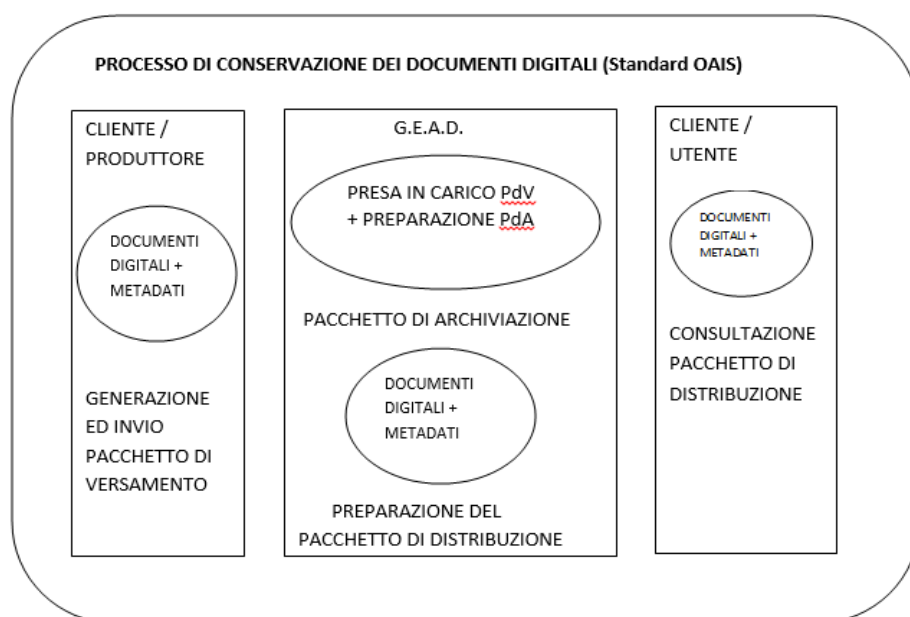 PROCESSO DI CONSERVAZIONE DEI DOCUMENTI DIGITALI (Standard OAIS)
CLIENTE /
PRODUTTORE
DOCUMENTI
DIGITALI +
METADATI
GENERAZIONE
ED INVIO
PACCHETTO DI
VERSAMENTO
G.E.A.D.
PRESA IN CARICO PdV
+ PREPARAZIONE PdA
PACCHETTO DI ARCHIVIAZIONE
DOCUMENTI
DIGITALI +
METADATI
PREPARAZIONE DEL
PACCHETTO DI DISTRIBUZIONE
CLIENTE /
UTENTE
DOCUMENTI
DIGITALI +
METADATI
CONSULTAZIONE
PACCHETTO DI
DISTRIBUZIONE